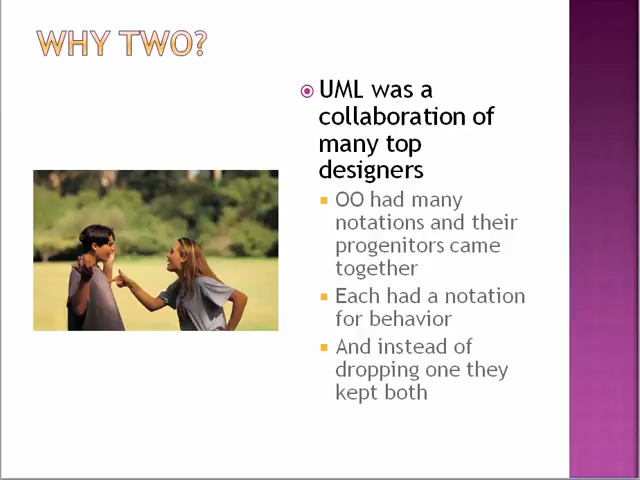 WHY TWO?
UML was a
collaboration of
many top
designers
OO had many
notations and their
progenitors came
together
Each had a notation
for behavior
And instead of
dropping one they
kept both